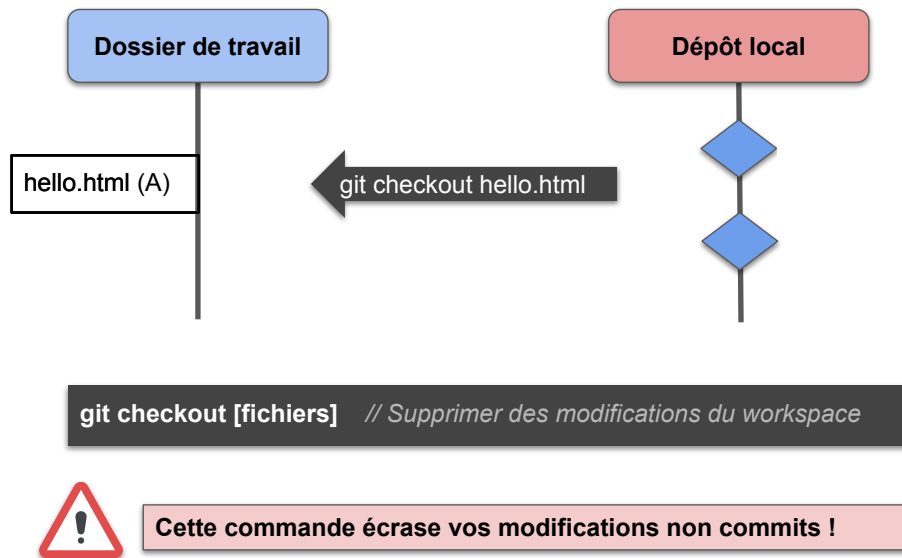 Dossier de travail
Dépôt local
hello.html (A)
git checkout hello.html
git checkout [fichiers] // Supprimer des modifications du workspace
!
Cette commande écrase vos modifications non commits !